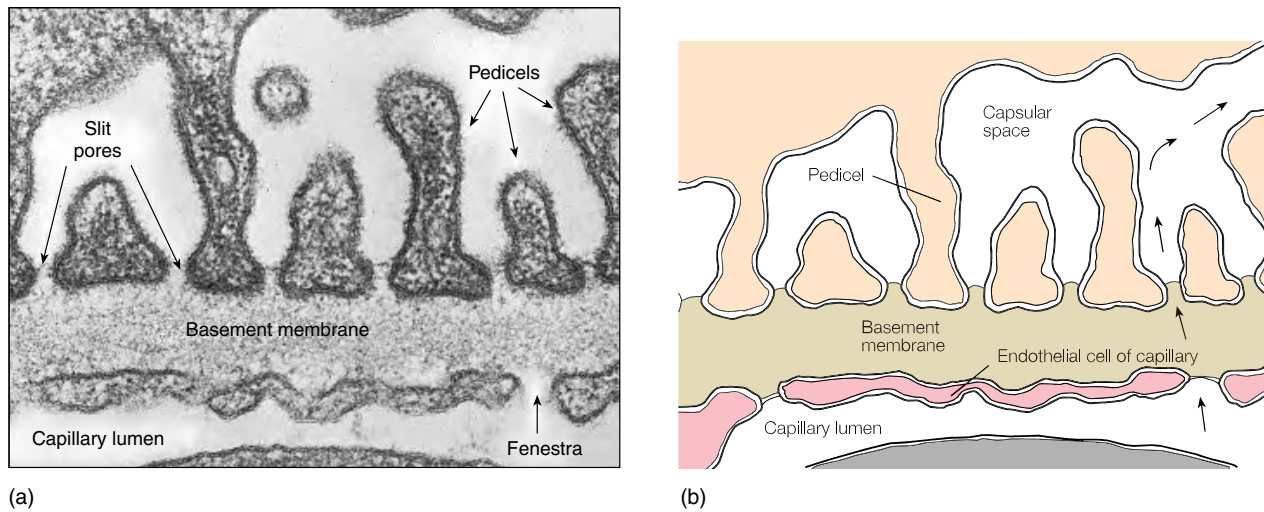 Pedicels
Slit
pores
Basement membrane
Capillary lumen
Fenestra
(a)
Capsular
space
Pedicel
Basement
membrane
Endothelial cell of capillary
Capillary lumen
(b)